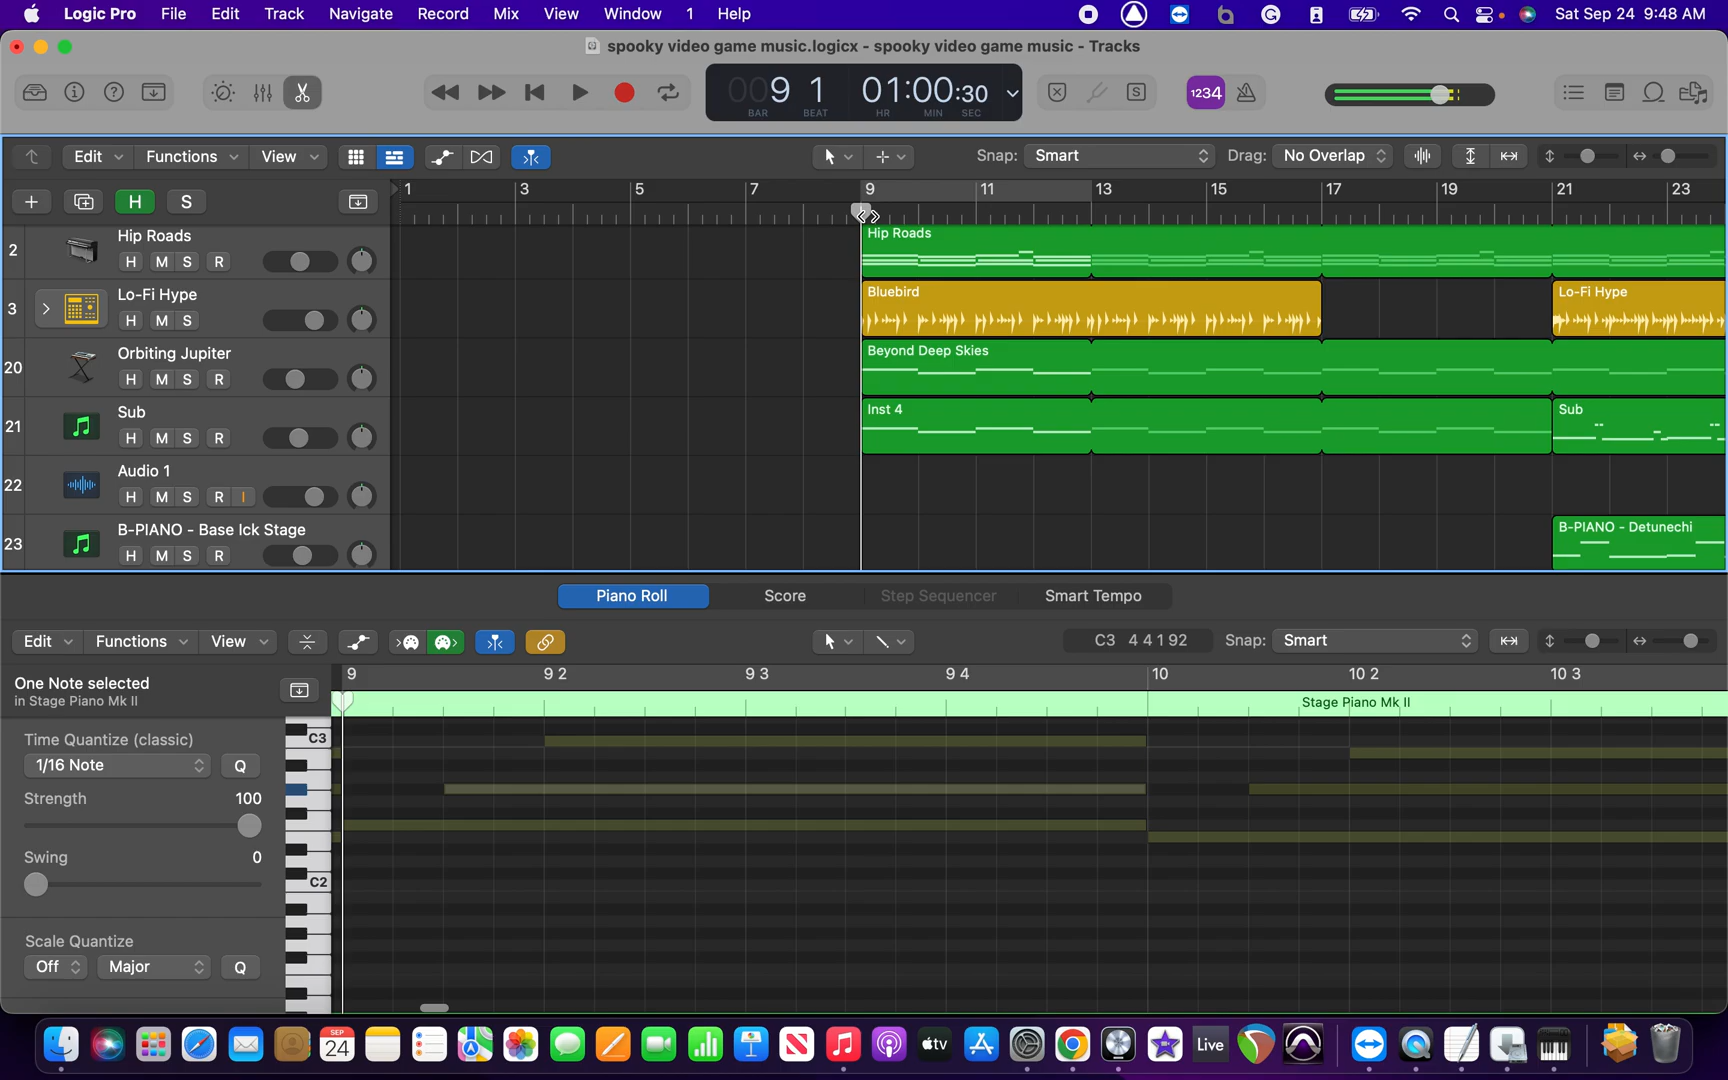 Logic Pro File Edit Track Navigate Record Mix View Window 1 Help Sat Sep 24 9:48 AM
spooky video game music.logicx - spooky video game music - Tracks
009 1 01:00:30 1234
BAR BEAT HR MIN SEC
Edit Functions View Snap: Smart Drag: No Overlap
1 3 5 7 9 11 13 15 17 19 21 23
H S
2 Hip Roads
H M S R
Hip Roads
3 Lo-Fi Hype
H M S
Bluebird Lo-Fi Hype
20 Orbiting Jupiter
H M S R
Beyond Deep Skies
21 Sub
H M S R
Inst 4 Sub
22 Audio 1
H M S R I
23 B-PIANO - Base Ick Stage
H M S R
B-PIANO - Detunechi
Piano Roll Score Step Sequencer Smart Tempo
Edit Functions View C3 4 4 1 92 Snap: Smart
9 9 2 9 3 9 4 10 10 2 10 3
One Note selected
in Stage Piano Mk II
Stage Piano Mk II
Time Quantize (classic)
1/16 Note Q
Strength 100
Swing 0
Scale Quantize
Off Major Q
C3
C2
SEP
24
tv
Live